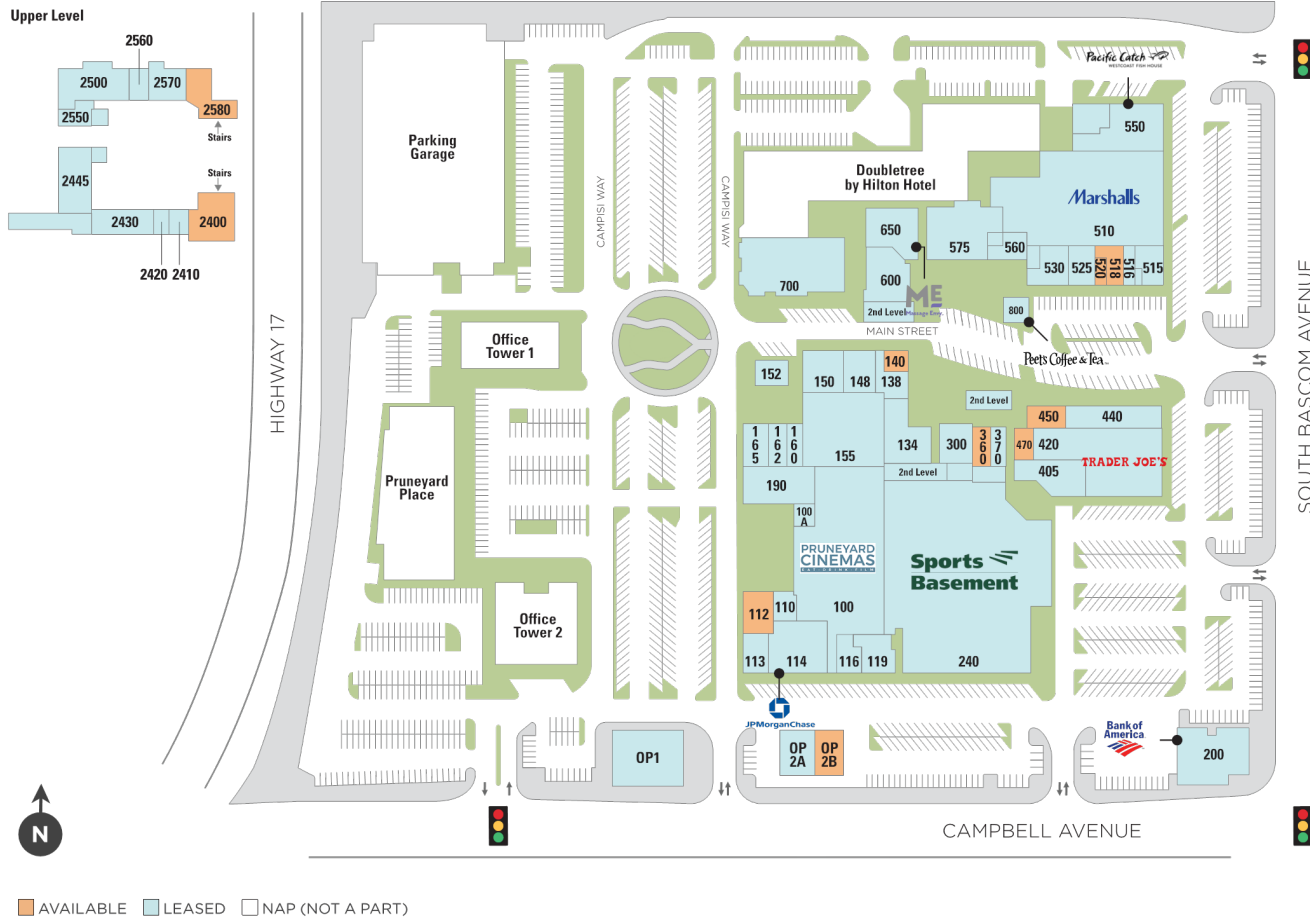 Upper Level
2560
2500
2570
2550
2580
Stairs
Stairs
2445
2430
2400
2420
2410
HIGHWAY 17
Parking
Garage
CAMPISI WAY
CAMPISI WAY
Pacific Catch
WESTCOAST FISH HOUSE
550
Doubletree
by Hilton Hotel
Marshalls
510
650
575
560
530
525
520
518
516
515
700
600
ME
Massage Envy
2nd Level
800
MAIN STREET
Peet's Coffee & Tea
Office
Tower 1
152
150
148
140
138
2nd Level
450
440
165
162
160
155
134
300
360
370
470
420
TRADER JOE'S
405
2nd Level
190
100
A
Pruneyard
Place
PRUNEYARD
CINEMAS
EAT·DRINK·FILM
Sports
Basement
Office
Tower 2
112
110
100
113
114
116
119
240
JPMorganChase
OP1
OP
2A
OP
2B
Bank of
America
200
SOUTH BASCOM AVENUE
N
CAMPBELL AVENUE
AVAILABLE
LEASED
NAP (NOT A PART)